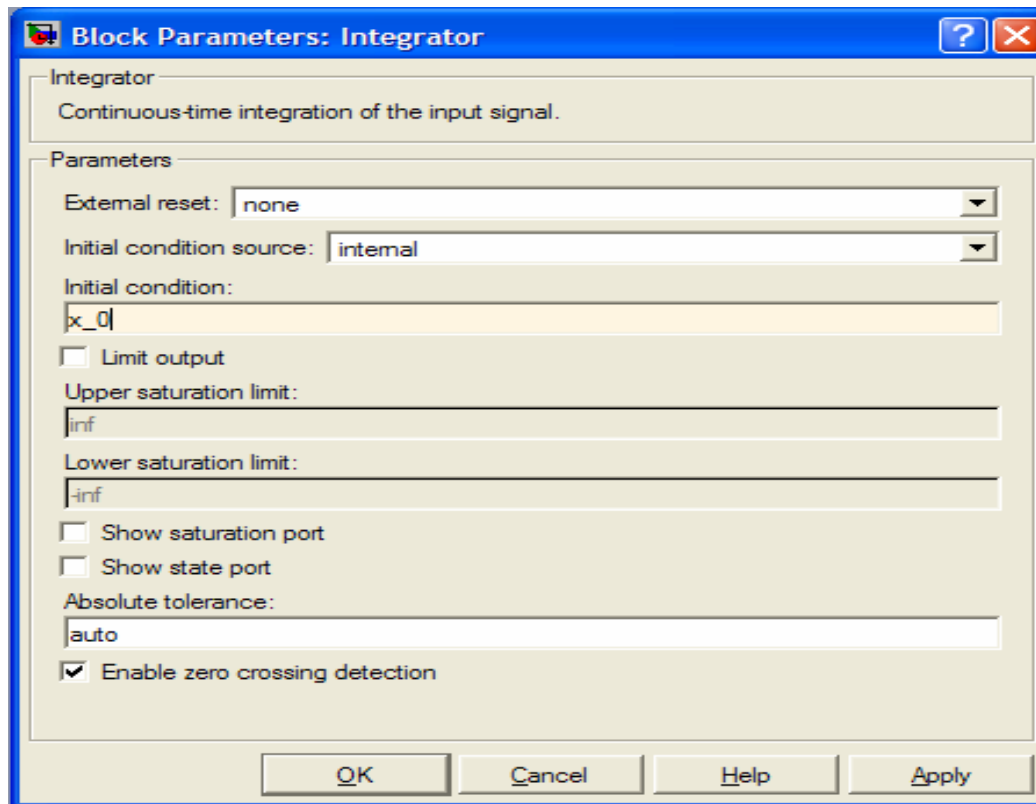 Block Parameters: Integrator
Integrator
Continuous-time integration of the input signal.
Parameters
External reset: none
Initial condition source: internal
Initial condition:
x_0
Limit output
Upper saturation limit:
inf
Lower saturation limit:
-inf
Show saturation port
Show state port
Absolute tolerance:
auto
Enable zero crossing detection
OK Cancel Help Apply